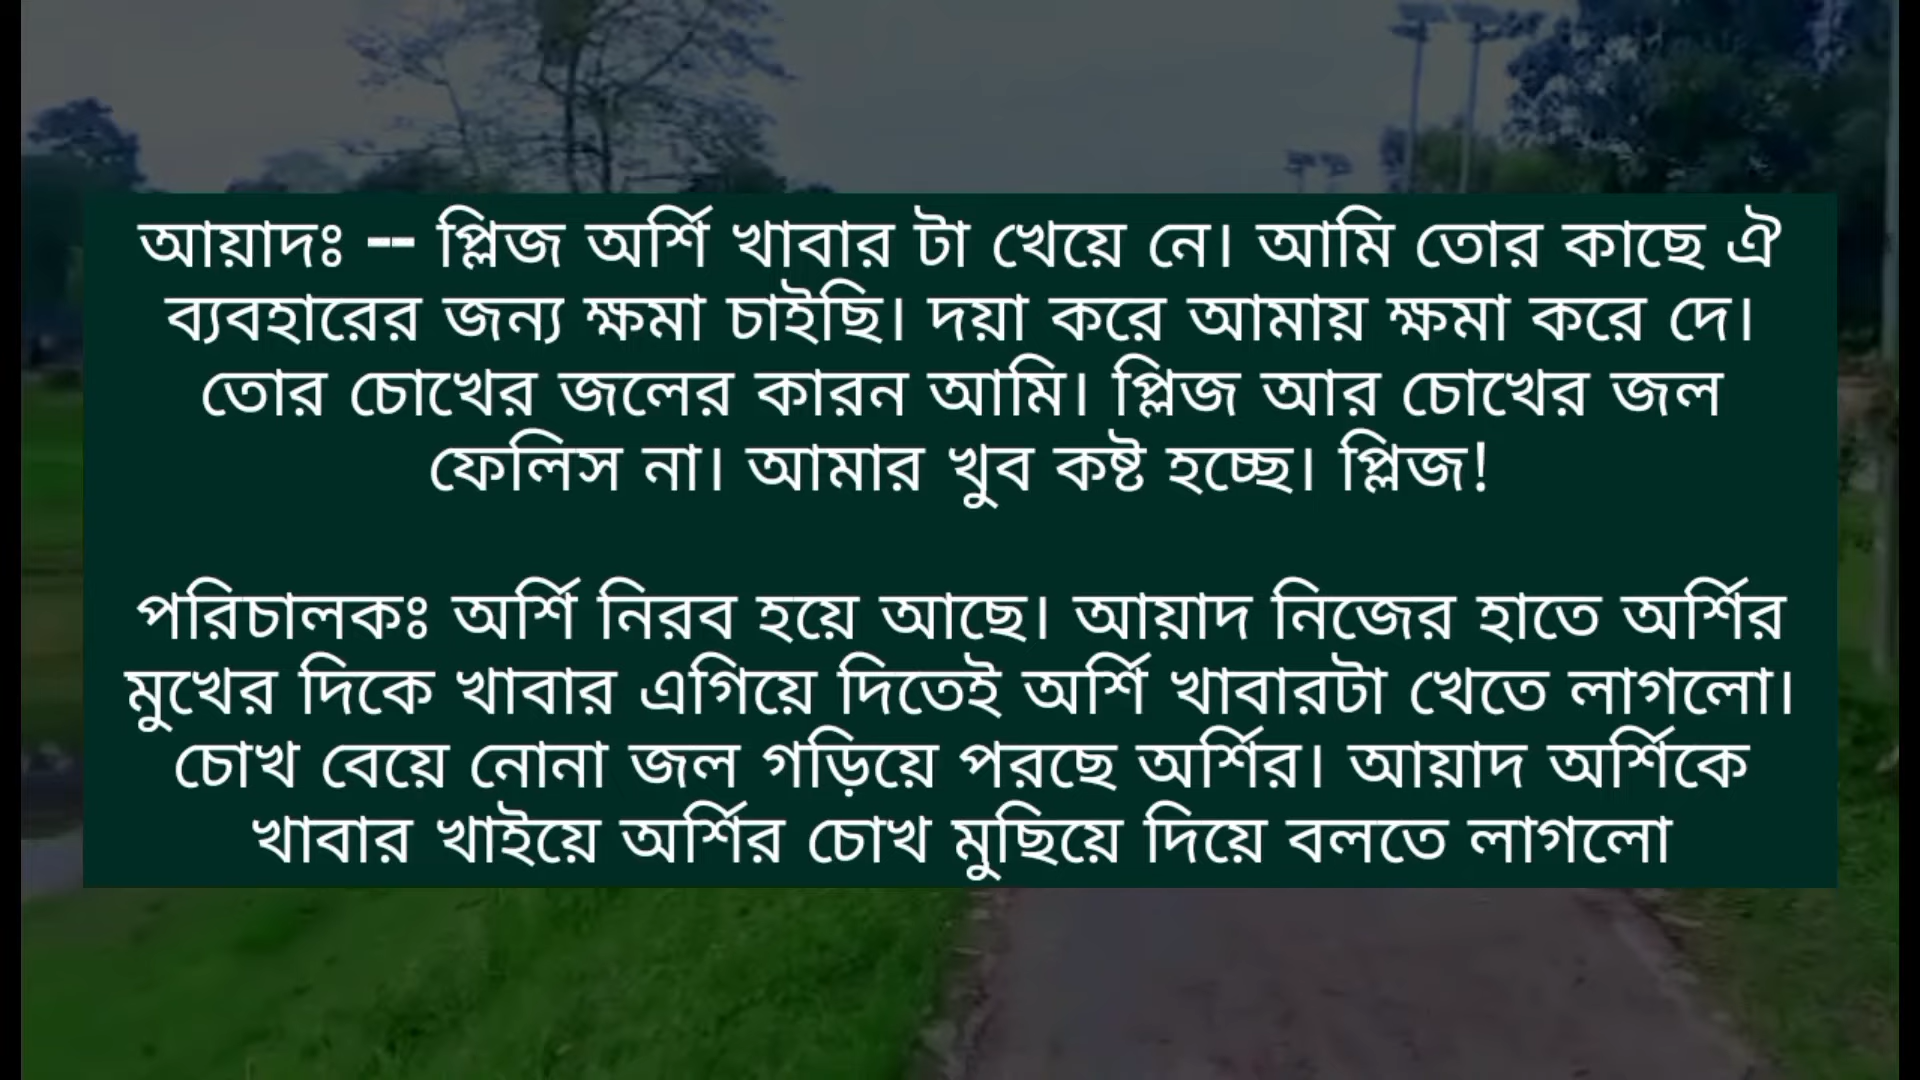 আয়াদঃ -- প্লিজ অর্শি খাবার টা খেয়ে নে। আমি তোর কাছে ঐ
ব্যবহারের জন্য ক্ষমা চাইছি। দয়া করে আমায় ক্ষমা করে দে।
তোর চোখের জলের কারন আমি। প্লিজ আর চোখের জল
ফেলিস না। আমার খুব কষ্ট হচ্ছে। প্লিজ!
পরিচালকঃ অর্শি নিরব হয়ে আছে। আয়াদ নিজের হাতে অর্শির
মুখের দিকে খাবার এগিয়ে দিতেই অর্শি খাবারটা খেতে লাগলো।
চোখ বেয়ে নোনা জল গড়িয়ে পরছে অর্শির। আয়াদ অর্শিকে
খাবার খাইয়ে অর্শির চোখ মুছিয়ে দিয়ে বলতে লাগলো